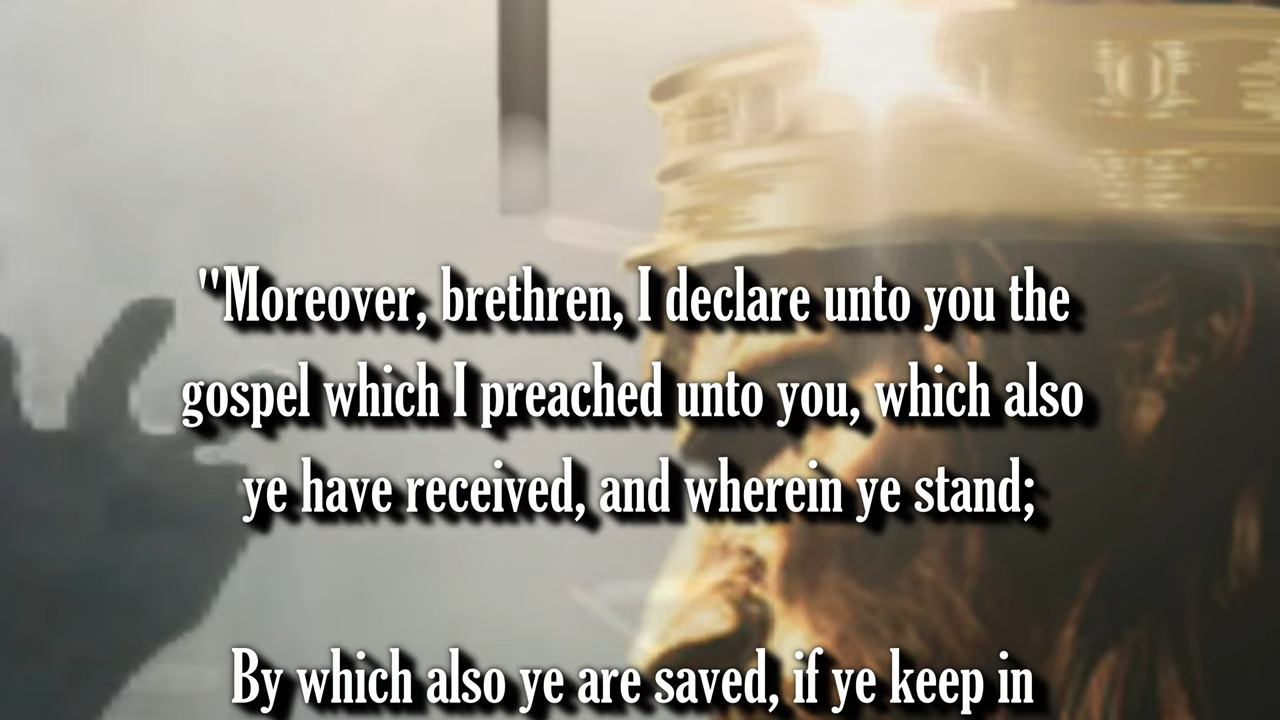 "Moreover, brethren, I declare unto you the
gospel which I preached unto you, which also
ye have received, and wherein ye stand;
By which also ye are saved, if ye keep in